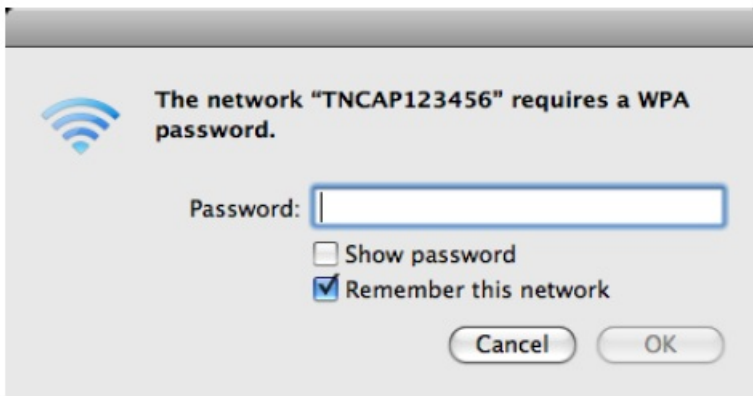 The network “TNCAP123456” requires a WPA
password.
Password:
Show password
Remember this network
Cancel OK